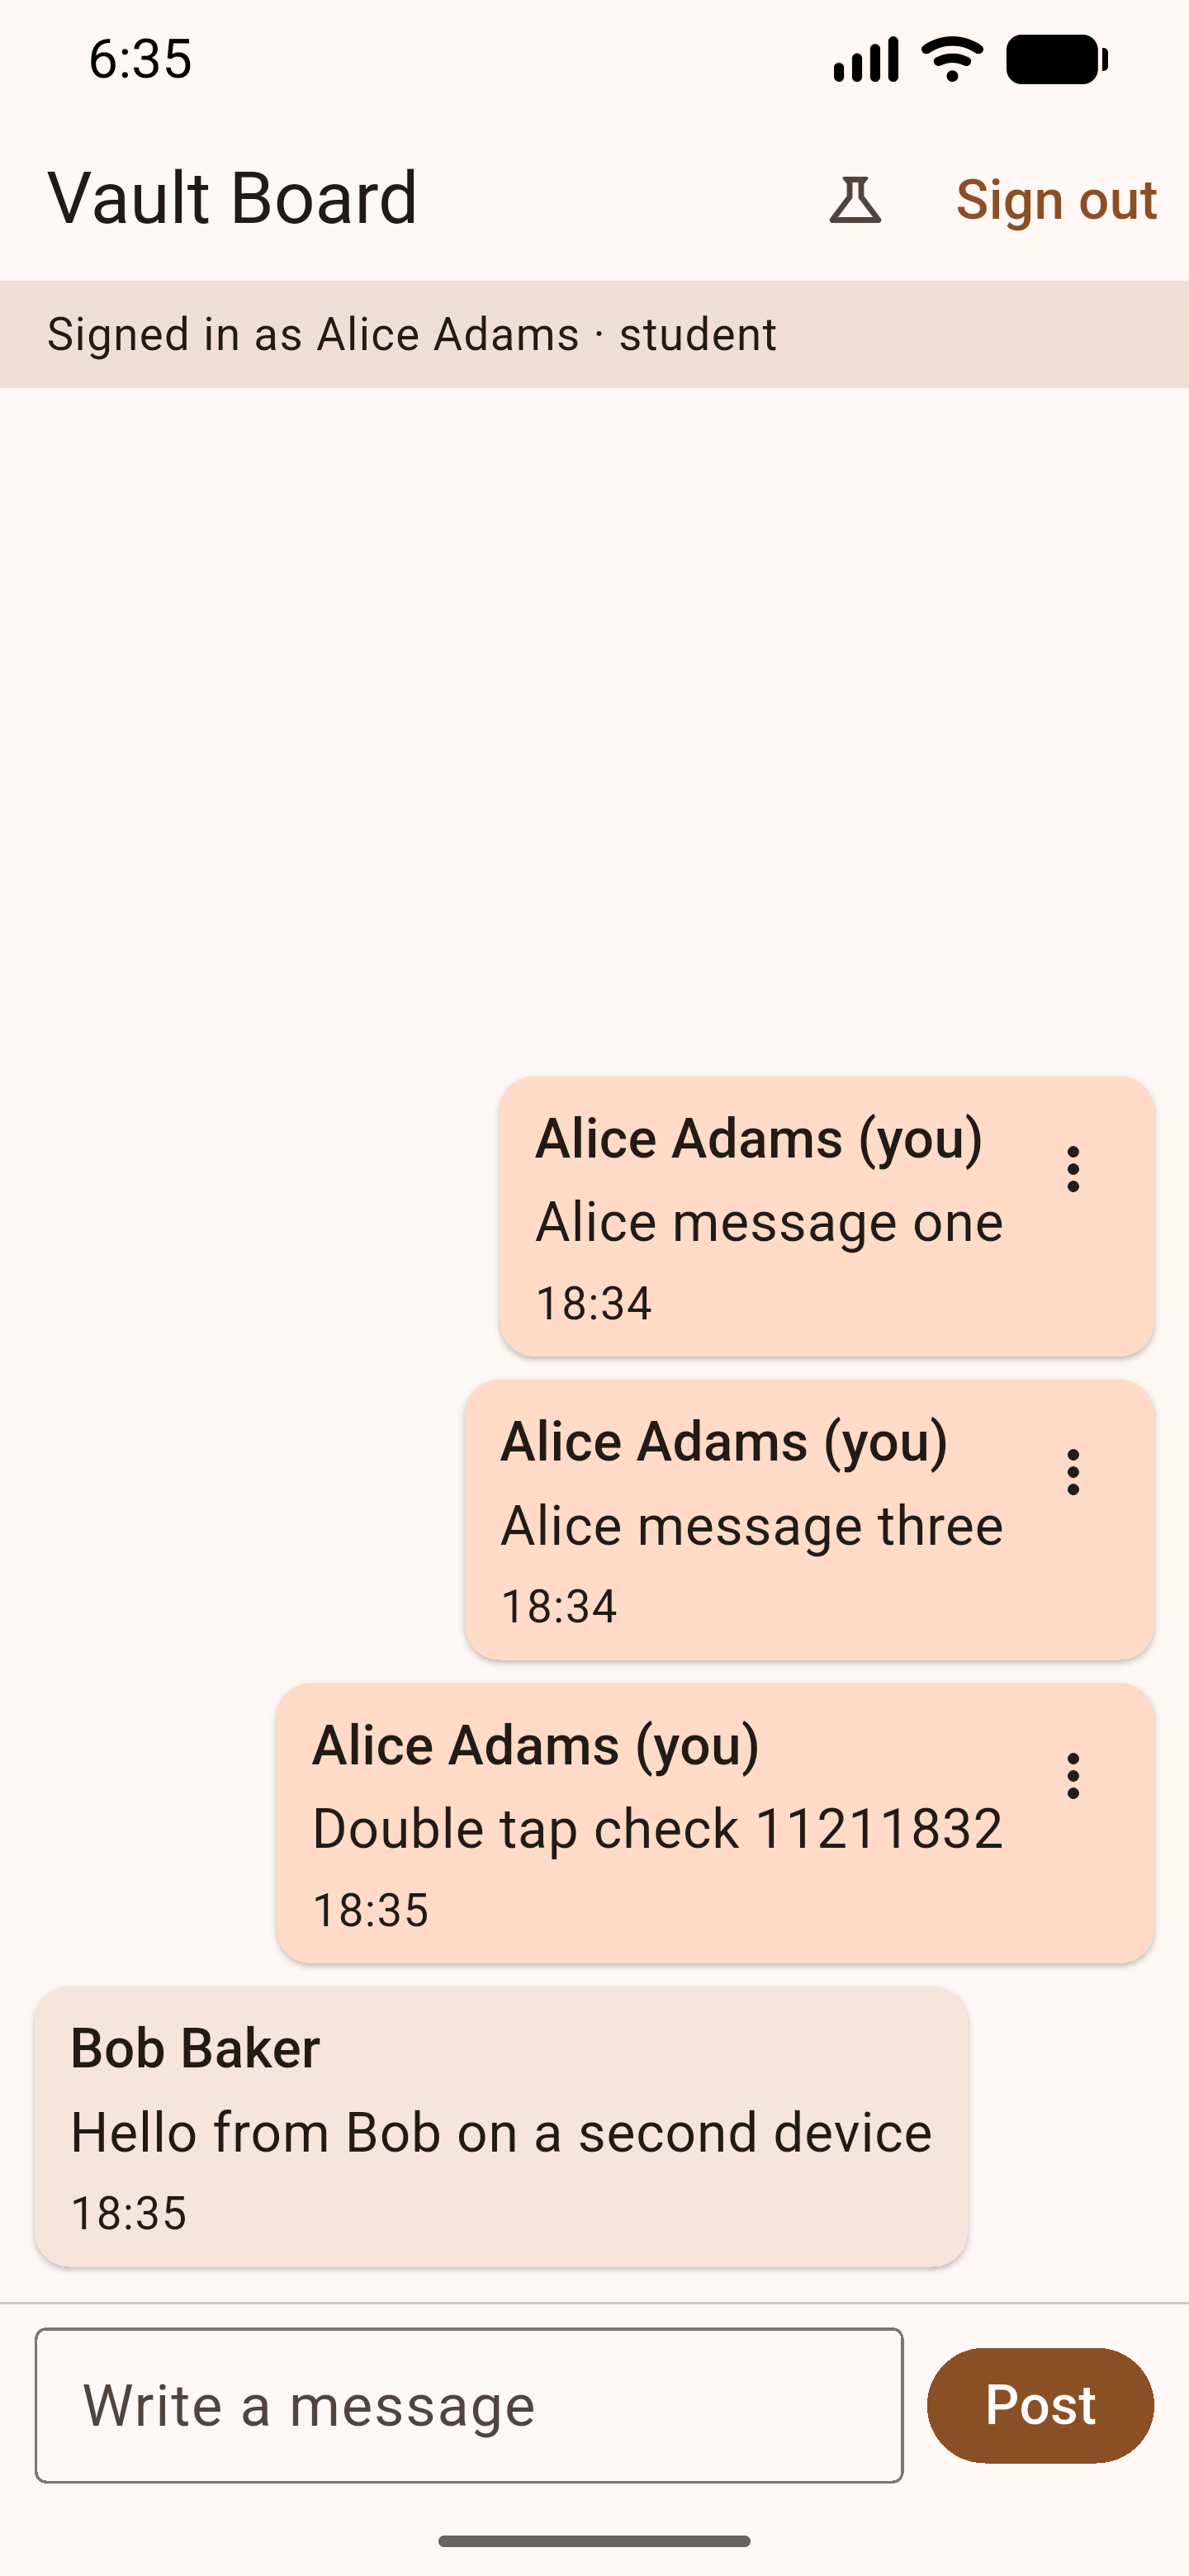 6:35
Vault Board
Sign out
Signed in as Alice Adams · student
Alice Adams (you)
Alice message one
18:34
Alice Adams (you)
Alice message three
18:34
Alice Adams (you)
Double tap check 11211832
18:35
Bob Baker
Hello from Bob on a second device
18:35
Write a message
Post